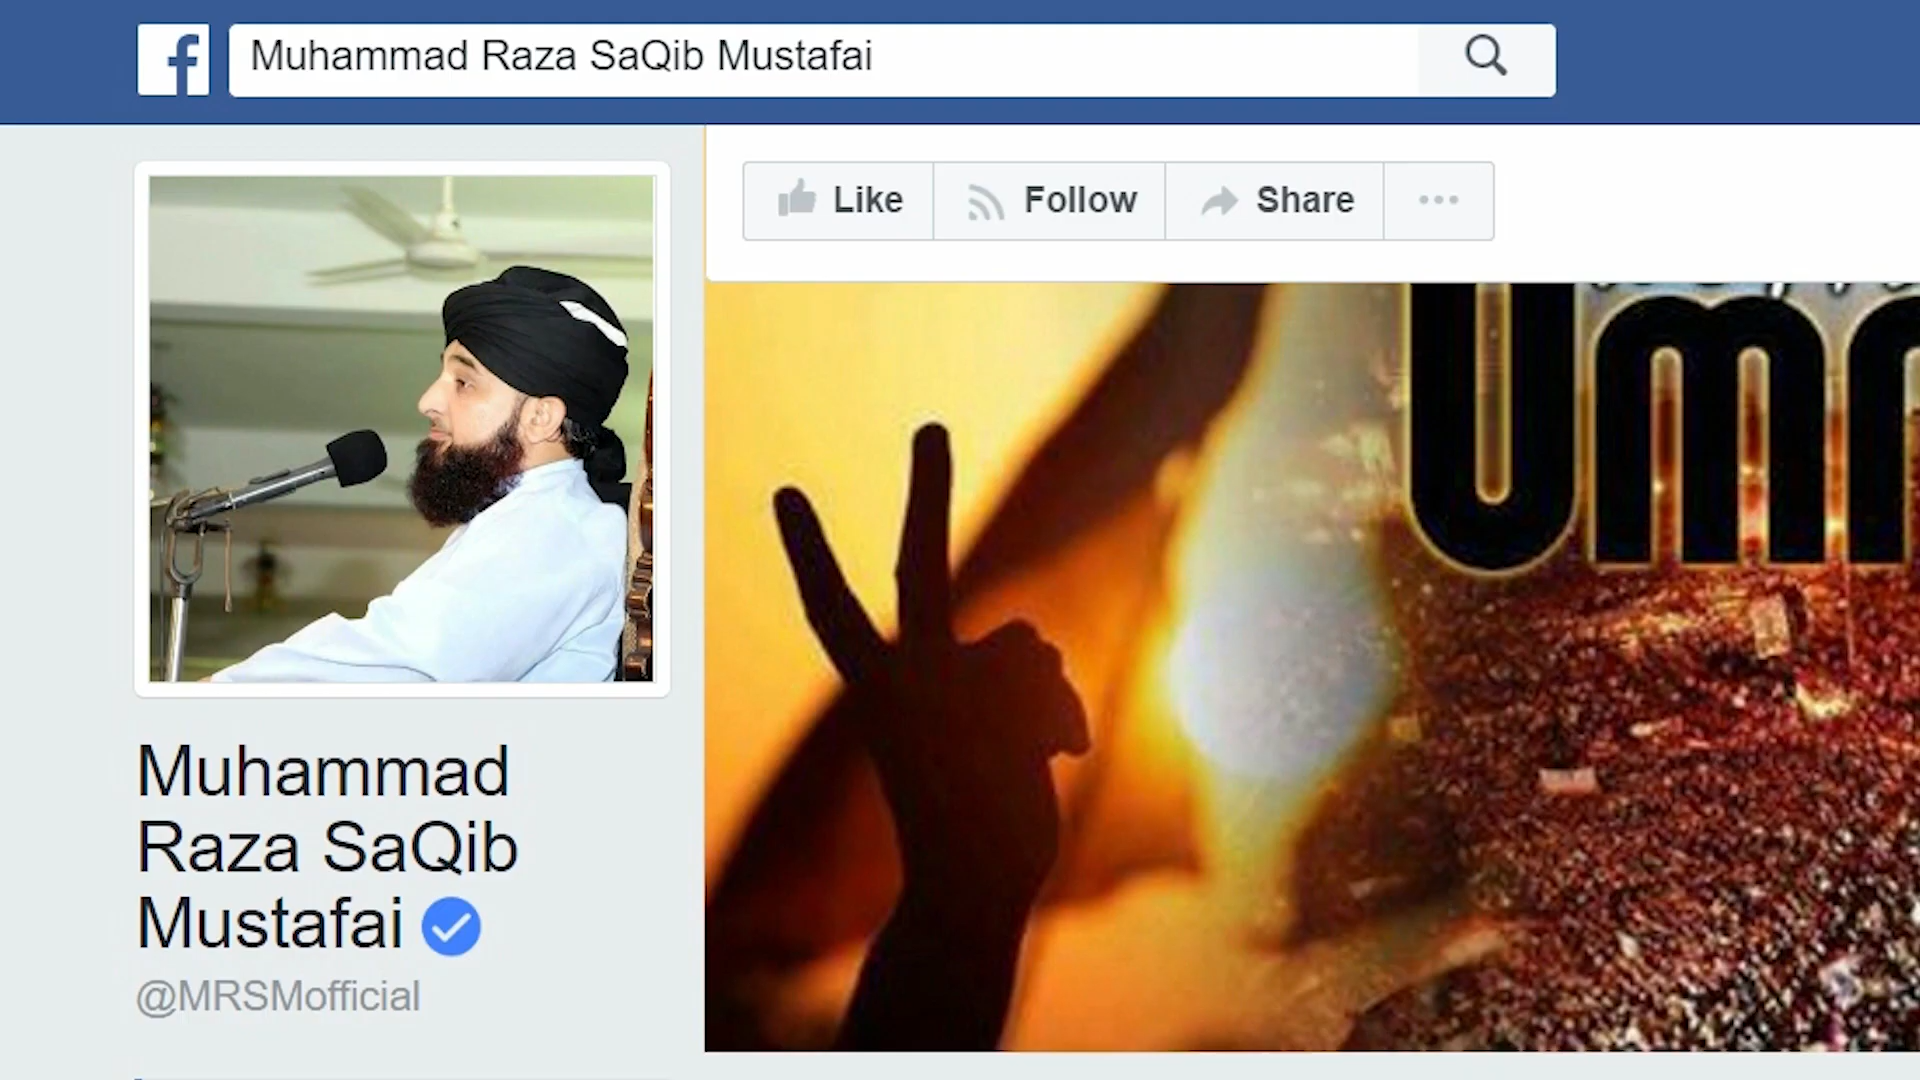 Muhammad Raza SaQib Mustafai
Like Follow Share
Muhammad
Raza SaQib
Mustafai
@MRSMofficial